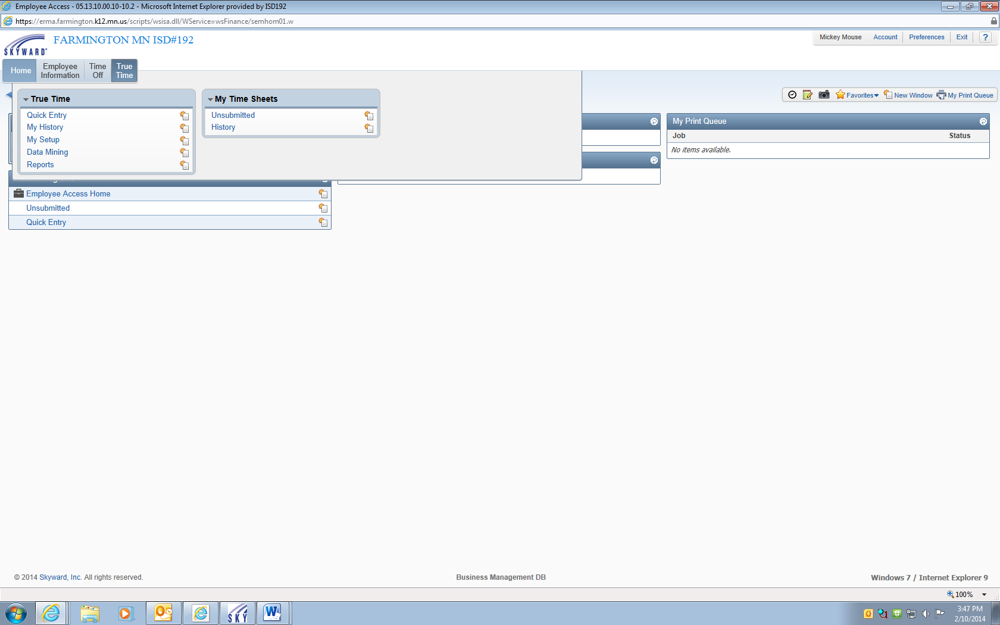 Employee Access - 05.13.10.00.10-10.2 - Microsoft Internet Explorer provided by ISD192
https://erma.farmington.k12.mn.us/scripts/wsisa.dll/WService=wsFinance/semhom01.w
SKYWARD
FARMINGTON MN ISD#192
Mickey Mouse Account Preferences Exit ?
Home
Employee Information
Time Off
True Time
Favorites New Window My Print Queue
True Time
Quick Entry
My History
My Setup
Data Mining
Reports
My Time Sheets
Unsubmitted
History
Employee Access Home
Unsubmitted
Quick Entry
My Print Queue
Job Status
No items available.
© 2014 Skyward, Inc. All rights reserved.
Business Management DB
Windows 7 / Internet Explorer 9
100%
SKY
3:47 PM
2/10/2014